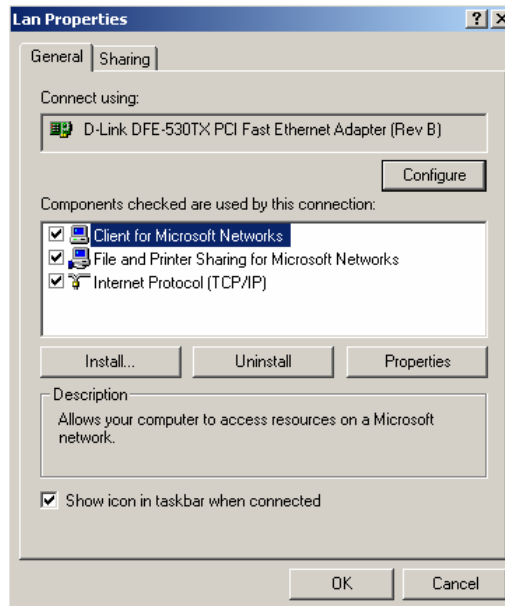 Lan Properties
General
Sharing
Connect using:
D-Link DFE-530TX PCI Fast Ethernet Adapter (Rev B)
Configure
Components checked are used by this connection:
Client for Microsoft Networks
File and Printer Sharing for Microsoft Networks
Internet Protocol (TCP/IP)
Install... Uninstall Properties
Description
Allows your computer to access resources on a Microsoft
network.
Show icon in taskbar when connected
OK Cancel